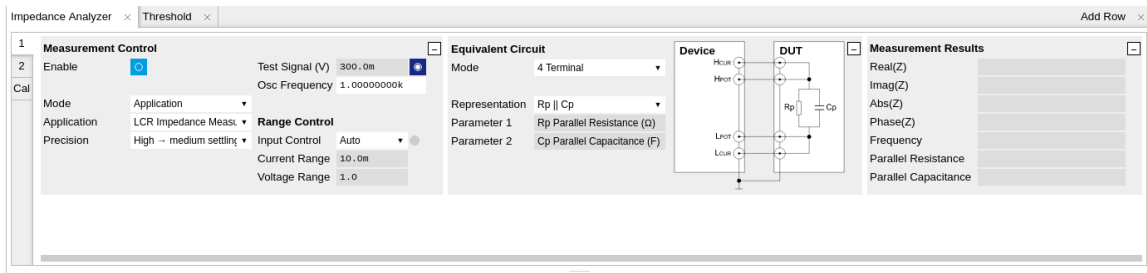 Impedance Analyzer × Threshold × Add Row ×
1
2
Cal
Measurement Control
Enable
Test Signal (V) 300.0m
Osc Frequency 1.00000000k
Mode Application
Application LCR Impedance Measu
Precision High → medium settling
Range Control
Input Control Auto
Current Range 10.0m
Voltage Range 1.0
Equivalent Circuit
Mode 4 Terminal
Representation Rp || Cp
Parameter 1 Rp Parallel Resistance (Ω)
Parameter 2 Cp Parallel Capacitance (F)
Device DUT
HCUR
HPOT
Rp Cp
LPOT
LCUR
Measurement Results
Real(Z)
Imag(Z)
Abs(Z)
Phase(Z)
Frequency
Parallel Resistance
Parallel Capacitance